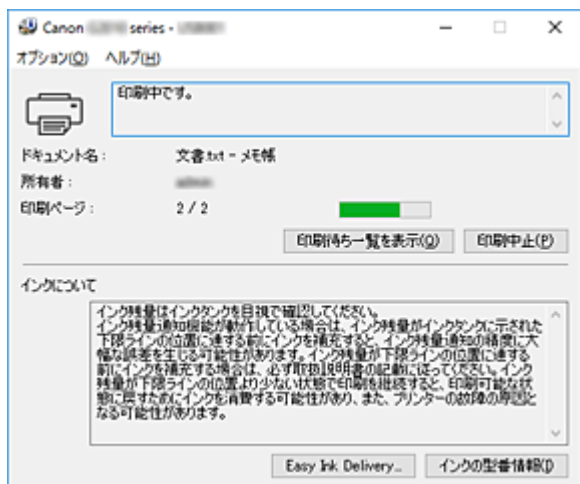 Canon series -
オプション(O) ヘルプ(H)
印刷中です。
ドキュメント名： 文書.txt - メモ帳
所有者：
印刷ページ： 2 / 2
印刷待ち一覧を表示(Q) 印刷中止(P)
インクについて
インク残量はインクタンクを目視で確認してください。
インク残量通知機能が動作している場合は、インク残量がインクタンクに示された
下限ラインの位置に達する前にインクを補充すると、インク残量通知の精度に大
幅な誤差を生じる可能性があります。インク残量が下限ラインの位置に達する
前にインクを補充する場合は、必ず取扱説明書の記載に従ってください。インク
残量が下限ラインの位置より少ない状態で印刷を継続すると、印刷可能な状
態に戻すためにインクを消費する可能性があり、また、プリンターの故障の原因と
なる可能性があります。
Easy Ink Delivery... インクの型番情報(I)